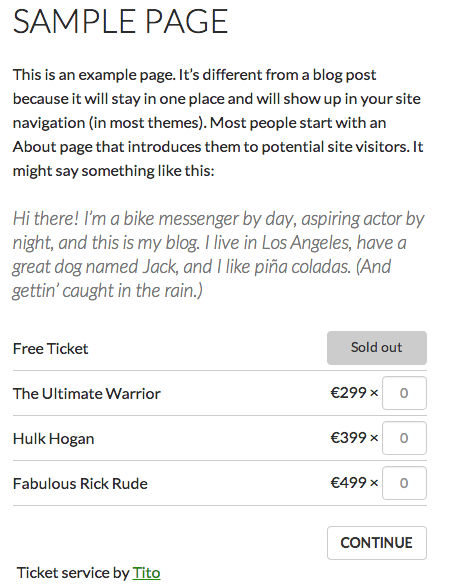 SAMPLE PAGE
This is an example page. It’s different from a blog post
because it will stay in one place and will show up in your site
navigation (in most themes). Most people start with an
About page that introduces them to potential site visitors. It
might say something like this:
Hi there! I’m a bike messenger by day, aspiring actor by
night, and this is my blog. I live in Los Angeles, have a
great dog named Jack, and I like piña coladas. (And
gettin’ caught in the rain.)
Free Ticket Sold out
The Ultimate Warrior €299 × 0
Hulk Hogan €399 × 0
Fabulous Rick Rude €499 × 0
CONTINUE
Ticket service by Tito